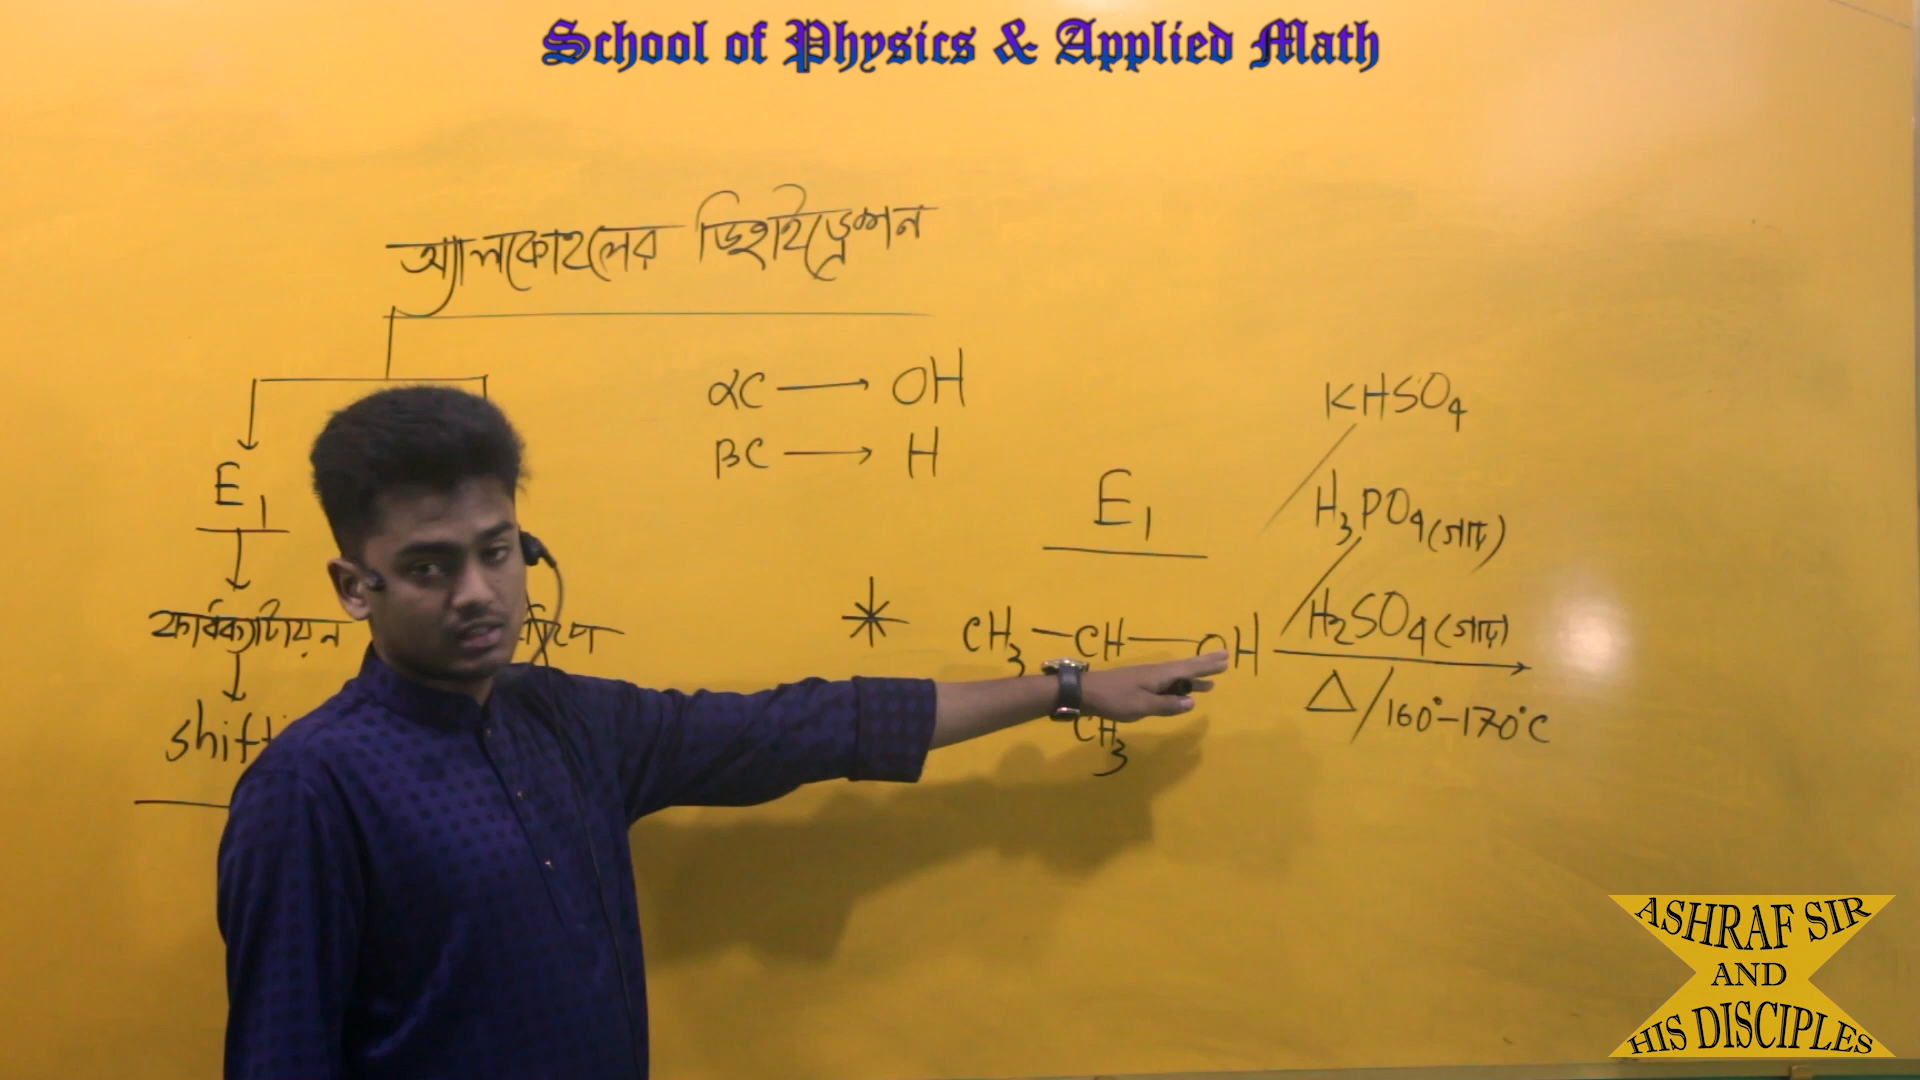 School of Physics & Applied Math
অ্যালকোহলের ডিহাইড্রেশন
αC → OH
βC → H
E1
কার্বক্যাটায়ন
shift
E1
KHSO4
H3PO4(গাঢ়)
H2SO4(গাঢ়)
CH3—CH—OH
CH3
Δ/160°–170°C
ASHRAF SIR
AND
HIS DISCIPLES